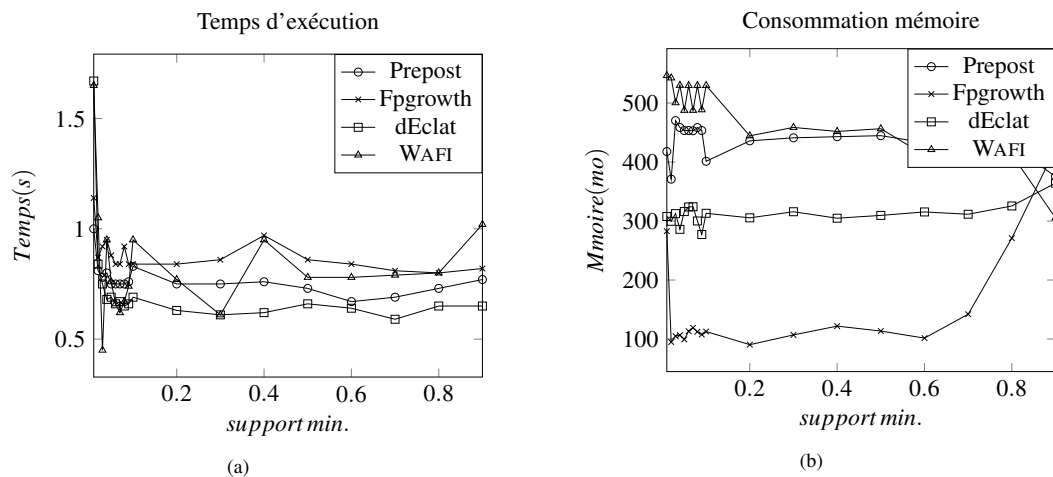 Temps d'exécution
Prepost
Fpgrowth
dEclat
WAFI
1.5
1
0.5
Temps(s)
0.2 0.4 0.6 0.8
support min.
(a)
Consommation mémoire
Prepost
Fpgrowth
dEclat
WAFI
500
400
300
200
100
Mmoire(mo)
0.2 0.4 0.6 0.8
support min.
(b)